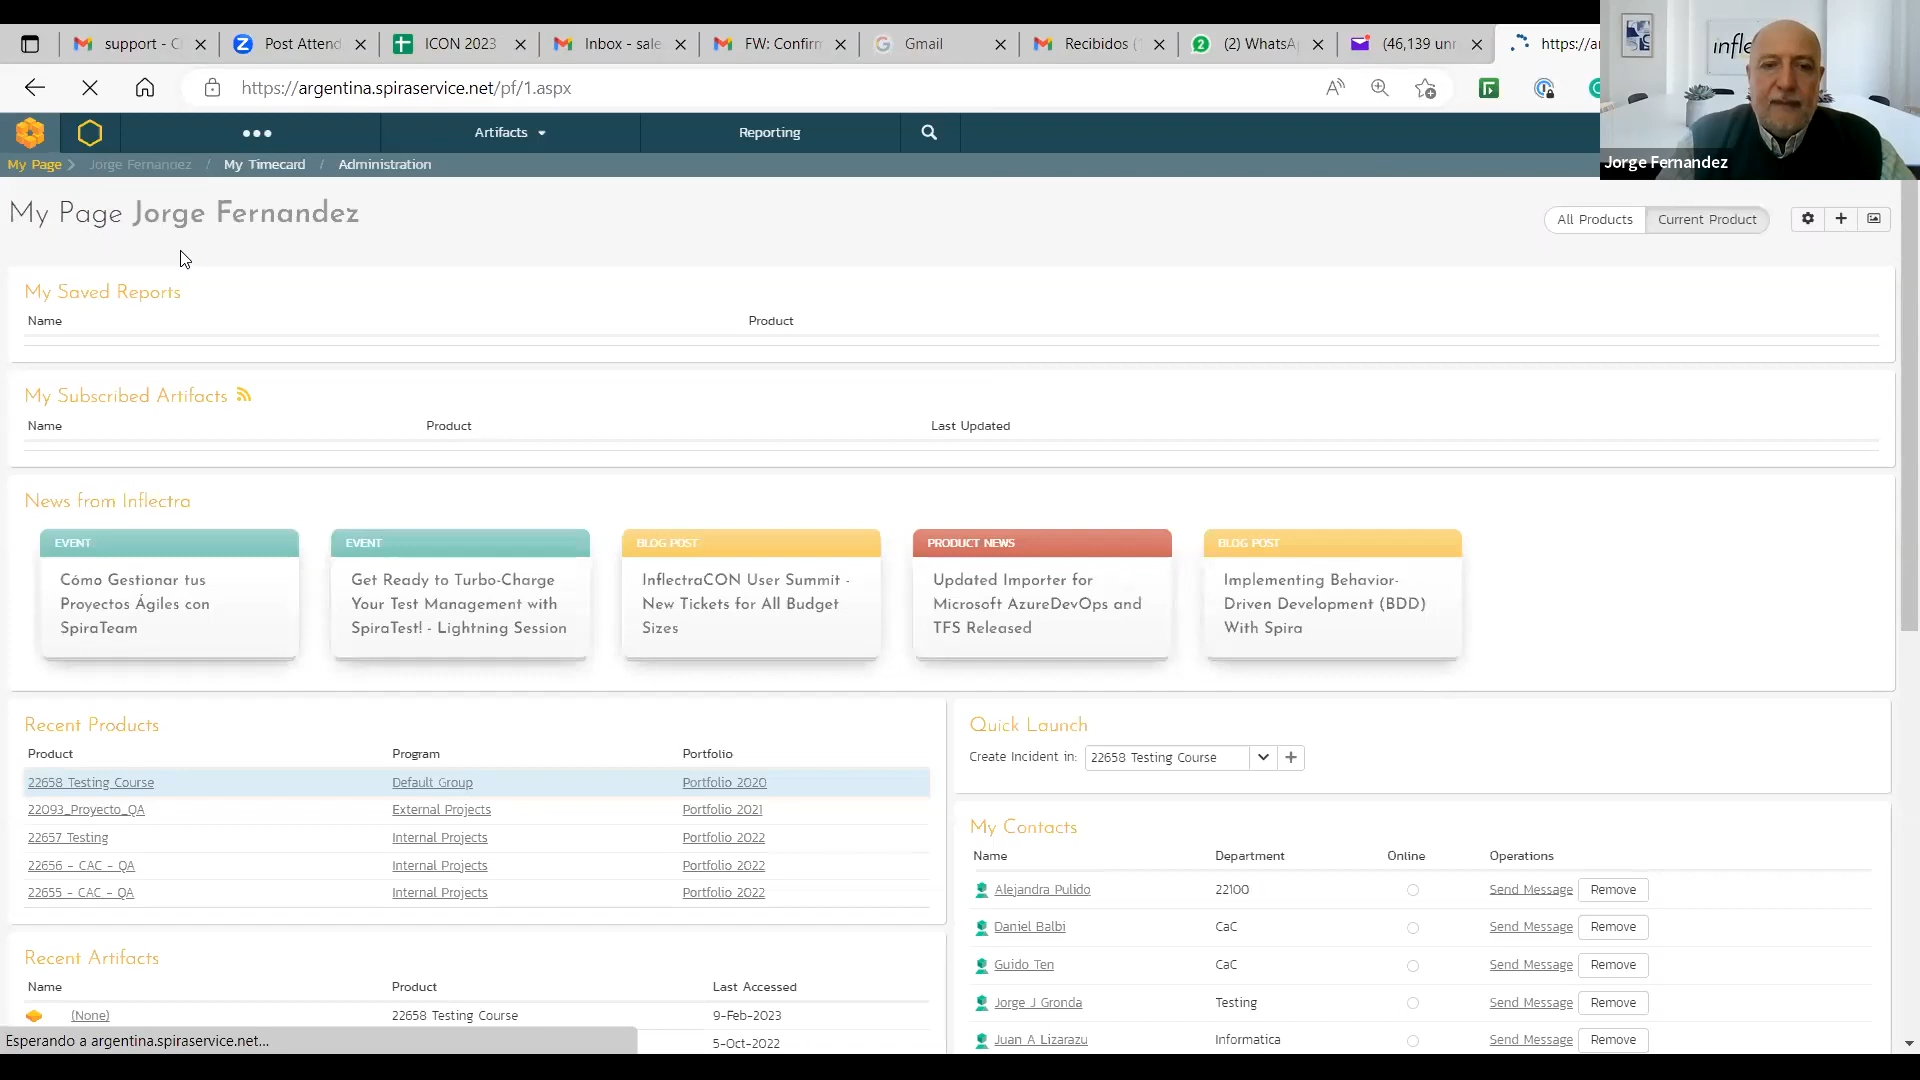 support - C
Post Attend
ICON 2023
Inbox - sale
FW: Confirm
Gmail
Recibidos (
(2) WhatsA
(46,139 unr
https://ar
https://argentina.spiraservice.net/pf/1.aspx
Artifacts
Reporting
My Page
Jorge Fernandez / My Timecard / Administration
infle
Jorge Fernandez
My Page Jorge Fernandez
All Products
Current Product
My Saved Reports
Name Product
My Subscribed Artifacts
Name Product Last Updated
News from Inflectra
EVENT
Cómo Gestionar tus
Proyectos Ágiles con
SpiraTeam
EVENT
Get Ready to Turbo-Charge
Your Test Management with
SpiraTest! - Lightning Session
BLOG POST
InflectraCON User Summit -
New Tickets for All Budget
Sizes
PRODUCT NEWS
Updated Importer for
Microsoft AzureDevOps and
TFS Released
BLOG POST
Implementing Behavior-
Driven Development (BDD)
With Spira
Recent Products
Product Program Portfolio
22658 Testing Course Default Group Portfolio 2020
22093_Proyecto_QA External Projects Portfolio 2021
22657 Testing Internal Projects Portfolio 2022
22656 - CAC - QA Internal Projects Portfolio 2022
22655 - CAC - QA Internal Projects Portfolio 2022
Recent Artifacts
Name Product Last Accessed
(None) 22658 Testing Course 9-Feb-2023
5-Oct-2022
Quick Launch
Create Incident in: 22658 Testing Course
My Contacts
Name Department Online Operations
Alejandra Pulido 22100 Send Message Remove
Daniel Balbi CaC Send Message Remove
Guido Ten CaC Send Message Remove
Jorge J Gronda Testing Send Message Remove
Juan A Lizarazu Informatica Send Message Remove
Esperando a argentina.spiraservice.net...